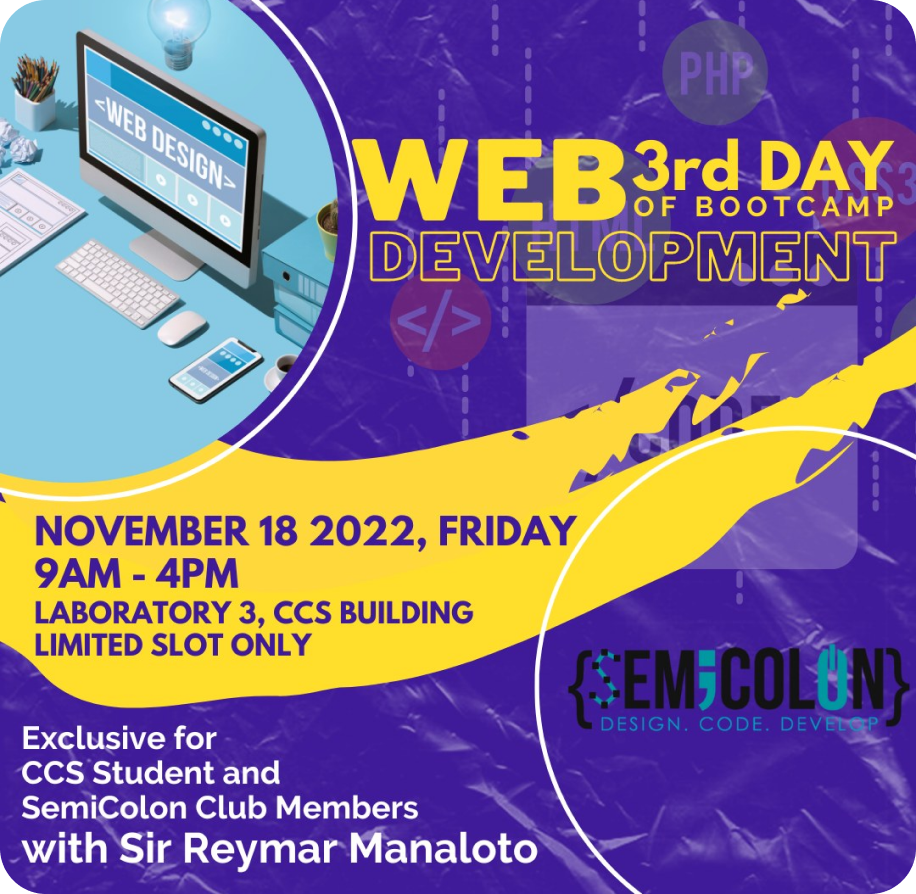 <WEB DESIGN>
PHP
CSS3
HTML
WEB
3rd DAY
OF BOOTCAMP
DEVELOPMENT
</>
NOVEMBER 18 2022, FRIDAY
9AM - 4PM
LABORATORY 3, CCS BUILDING
LIMITED SLOT ONLY
{SEMICOLON}
DESIGN. CODE. DEVELOP
Exclusive for
CCS Student and
SemiColon Club Members
with Sir Reymar Manaloto